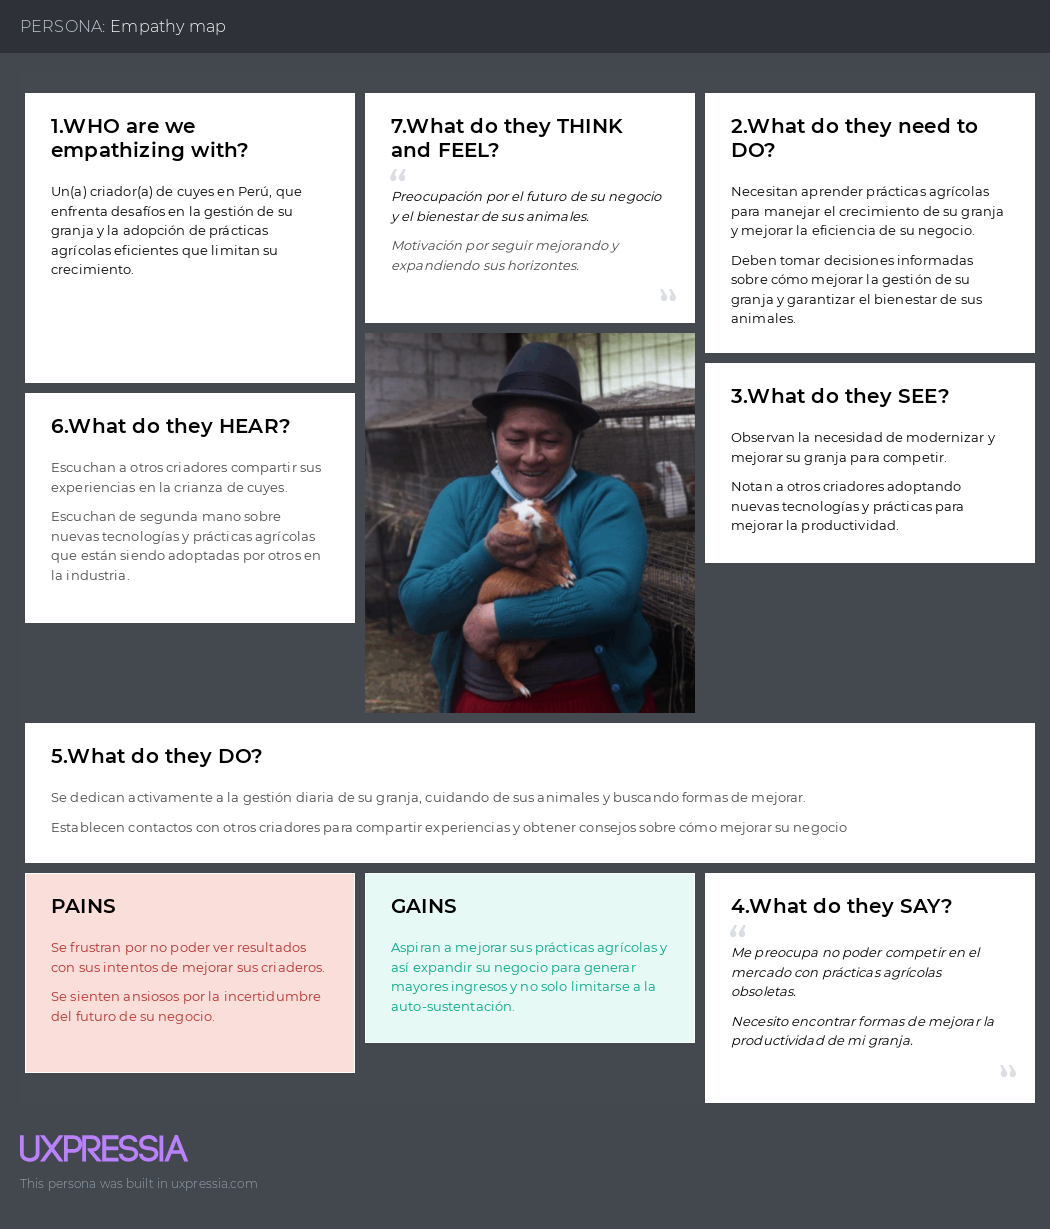 PERSONA: Empathy map
1.WHO are we
empathizing with?
Un(a) criador(a) de cuyes en Perú, que
enfrenta desafíos en la gestión de su
granja y la adopción de prácticas
agrícolas eficientes que limitan su
crecimiento.
7.What do they THINK
and FEEL?
“
Preocupación por el futuro de su negocio
y el bienestar de sus animales.
Motivación por seguir mejorando y
expandiendo sus horizontes.
”
2.What do they need to
DO?
Necesitan aprender prácticas agrícolas
para manejar el crecimiento de su granja
y mejorar la eficiencia de su negocio.
Deben tomar decisiones informadas
sobre cómo mejorar la gestión de su
granja y garantizar el bienestar de sus
animales.
6.What do they HEAR?
Escuchan a otros criadores compartir sus
experiencias en la crianza de cuyes.
Escuchan de segunda mano sobre
nuevas tecnologías y prácticas agrícolas
que están siendo adoptadas por otros en
la industria.
3.What do they SEE?
Observan la necesidad de modernizar y
mejorar su granja para competir.
Notan a otros criadores adoptando
nuevas tecnologías y prácticas para
mejorar la productividad.
5.What do they DO?
Se dedican activamente a la gestión diaria de su granja, cuidando de sus animales y buscando formas de mejorar.
Establecen contactos con otros criadores para compartir experiencias y obtener consejos sobre cómo mejorar su negocio
PAINS
Se frustran por no poder ver resultados
con sus intentos de mejorar sus criaderos.
Se sienten ansiosos por la incertidumbre
del futuro de su negocio.
GAINS
Aspiran a mejorar sus prácticas agrícolas y
así expandir su negocio para generar
mayores ingresos y no solo limitarse a la
auto-sustentación.
4.What do they SAY?
“
Me preocupa no poder competir en el
mercado con prácticas agrícolas
obsoletas.
Necesito encontrar formas de mejorar la
productividad de mi granja.
”
UXPRESSIA
This persona was built in uxpressia.com